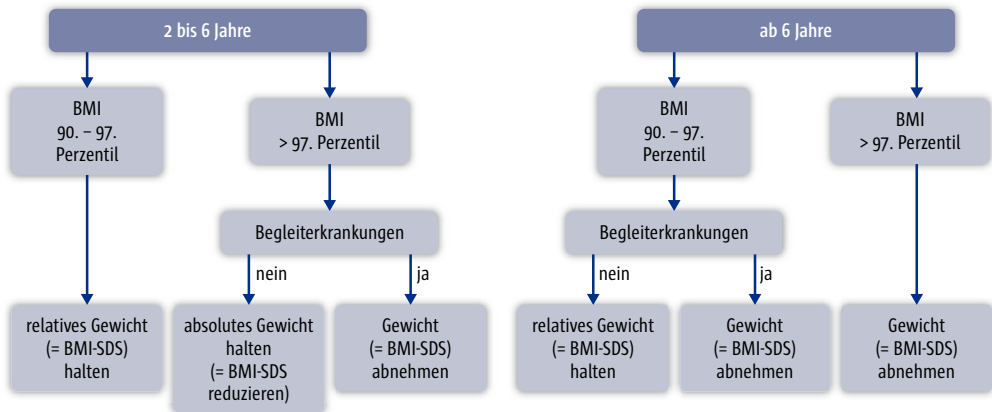 2 bis 6 Jahre
BMI
90. – 97.
Perzentil
BMI
> 97. Perzentil
Begleiterkrankungen
nein
ja
relatives Gewicht
(= BMI-SDS)
halten
absolutes Gewicht
halten
(= BMI-SDS
reduzieren)
Gewicht
(= BMI-SDS)
abnehmen
ab 6 Jahre
BMI
90. – 97.
Perzentil
BMI
> 97. Perzentil
Begleiterkrankungen
nein
ja
relatives Gewicht
(= BMI-SDS)
halten
Gewicht
(= BMI-SDS)
abnehmen
Gewicht
(= BMI-SDS)
abnehmen